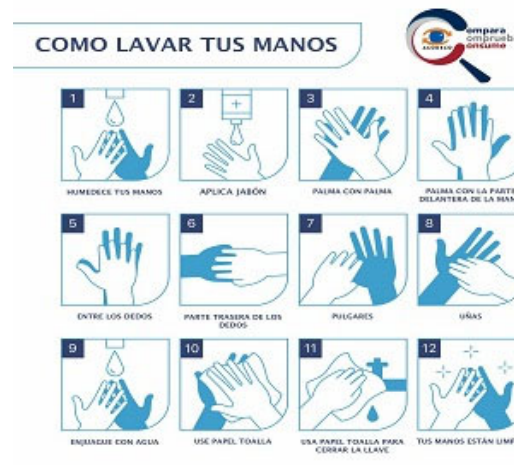 COMO LAVAR TUS MANOS
ompara
omprueb
onsume
1
2
3
4
HUMEDECE TUS MANOS
APLICA JABÓN
PALMA CON PALMA
PALMA CON LA PARTE
DELANTERA DE LA MAN
5
6
7
8
ENTRE LOS DEDOS
PARTE TRASERA DE LOS
DEDOS
PULGARES
UÑAS
9
10
11
12
ENJUAGUE CON AGUA
USE PAPEL TOALLA
USA PAPEL TOALLA PARA
CERRAR LA LLAVE
TUS MANOS ESTÁN LIMP